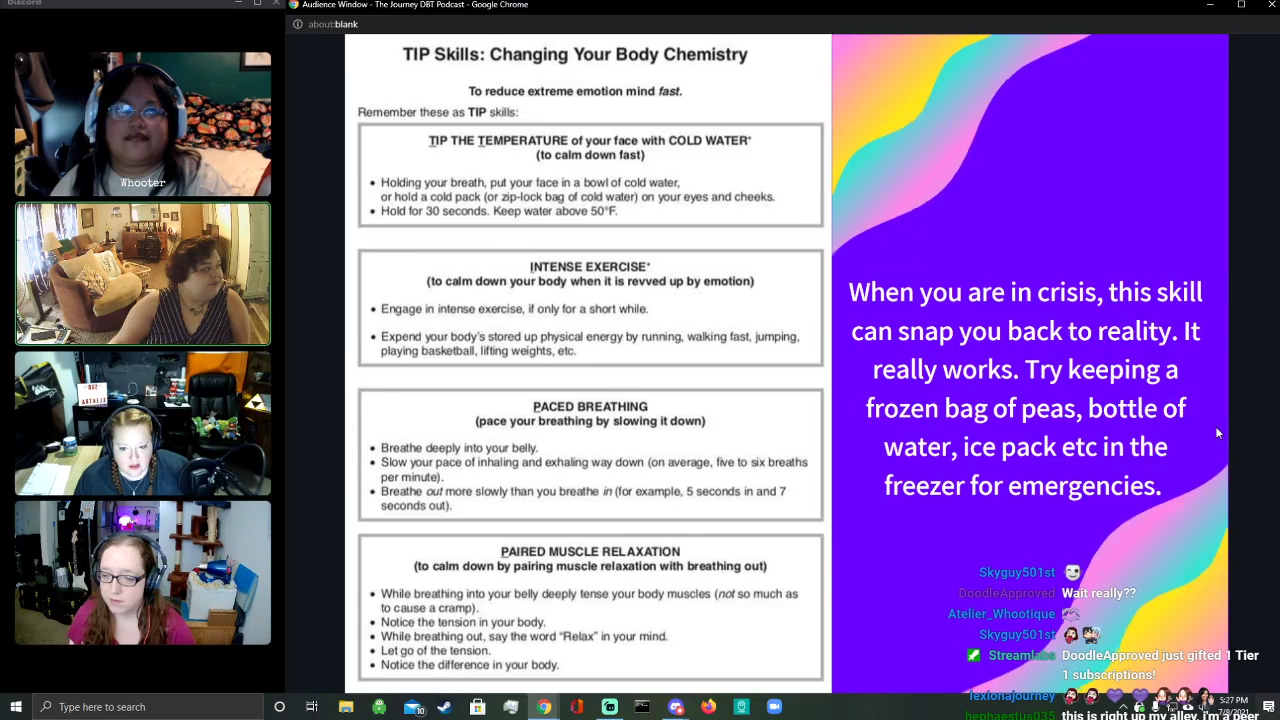 Discord
Audience Window - The Journey DBT Podcast - Google Chrome
about:blank
Whooter
TIP Skills: Changing Your Body Chemistry
To reduce extreme emotion mind fast.
Remember these as TIP skills:
TIP THE TEMPERATURE of your face with COLD WATER*
(to calm down fast)
• Holding your breath, put your face in a bowl of cold water,
or hold a cold pack (or zip-lock bag of cold water) on your eyes and cheeks.
• Hold for 30 seconds. Keep water above 50°F.
INTENSE EXERCISE*
(to calm down your body when it is revved up by emotion)
• Engage in intense exercise, if only for a short while.
• Expend your body's stored up physical energy by running, walking fast, jumping,
playing basketball, lifting weights, etc.
PACED BREATHING
(pace your breathing by slowing it down)
• Breathe deeply into your belly.
• Slow your pace of inhaling and exhaling way down (on average, five to six breaths
per minute).
• Breathe out more slowly than you breathe in (for example, 5 seconds in and 7
seconds out).
PAIRED MUSCLE RELAXATION
(to calm down by pairing muscle relaxation with breathing out)
• While breathing into your belly deeply tense your body muscles (not so much as
to cause a cramp).
• Notice the tension in your body.
• While breathing out, say the word "Relax" in your mind.
• Let go of the tension.
• Notice the difference in your body.
When you are in crisis, this skill
can snap you back to reality. It
really works. Try keeping a
frozen bag of peas, bottle of
water, ice pack etc in the
freezer for emergencies.
Skyguy501st
DoodleApproved Wait really??
Atelier_Whootique
Skyguy501st
Streamlabs DoodleApproved just gifted 1 Tier
1 subscriptions!
lexionajourney
hephaestus035 this is right up my alley, i'm a peer
Type here to search
10
5:27 PM